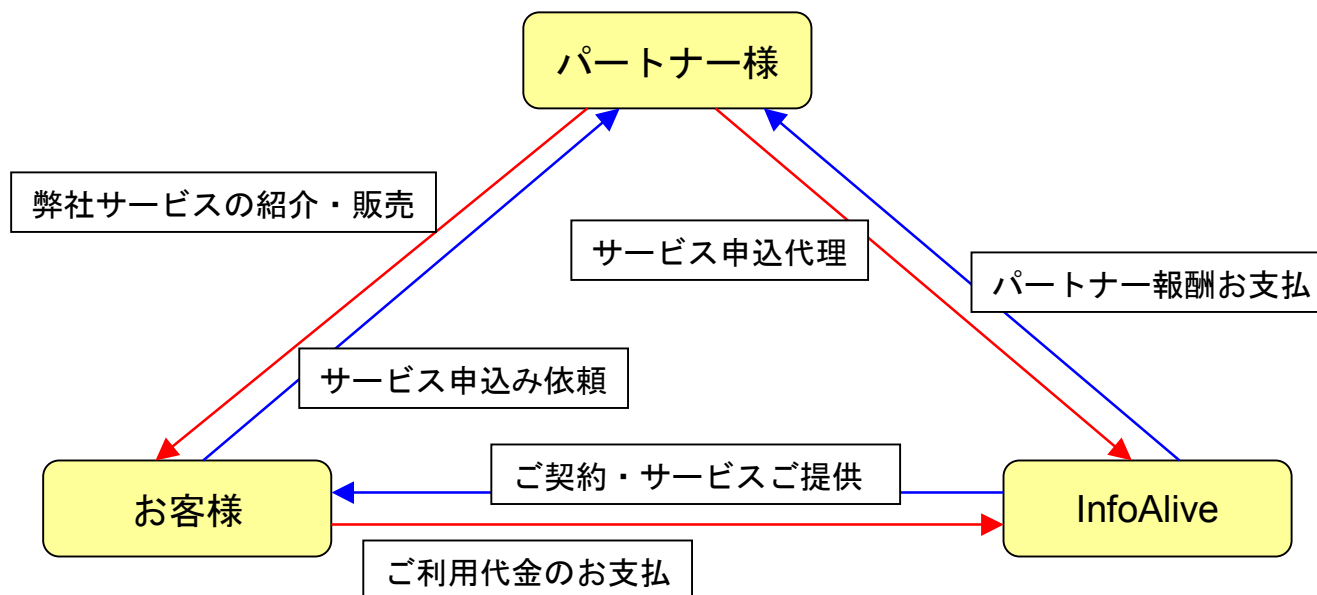 パートナー様
弊社サービスの紹介・販売
サービス申込代理
パートナー報酬お支払
サービス申込み依頼
ご契約・サービスご提供
お客様
InfoAlive
ご利用代金のお支払